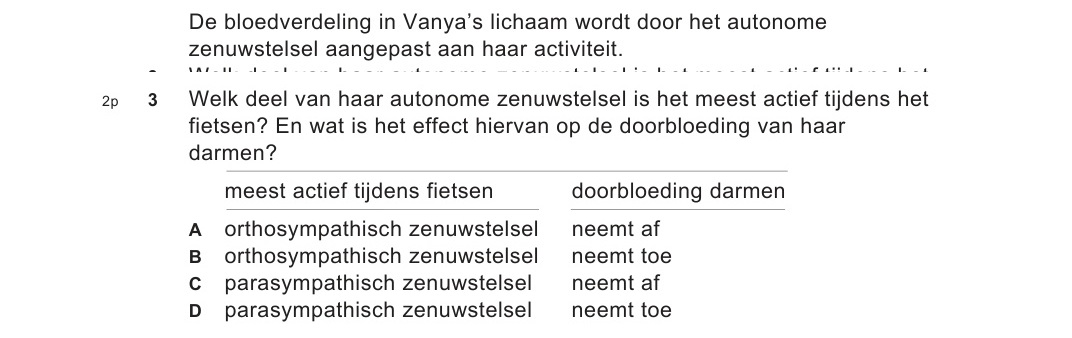 De bloedverdeling in Vanya's lichaam wordt door het autonome
zenuwstelsel aangepast aan haar activiteit.
2p 3 Welk deel van haar autonome zenuwstelsel is het meest actief tijdens het
fietsen? En wat is het effect hiervan op de doorbloeding van haar
darmen?
meest actief tijdens fietsen doorbloeding darmen
A orthosympathisch zenuwstelsel neemt af
B orthosympathisch zenuwstelsel neemt toe
C parasympathisch zenuwstelsel neemt af
D parasympathisch zenuwstelsel neemt toe